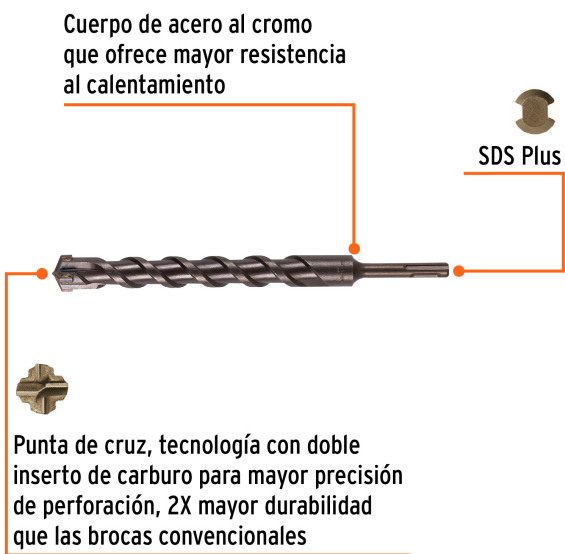 Cuerpo de acero al cromo
que ofrece mayor resistencia
al calentamiento
SDS Plus
Punta de cruz, tecnología con doble
inserto de carburo para mayor precisión
de perforación, 2X mayor durabilidad
que las brocas convencionales